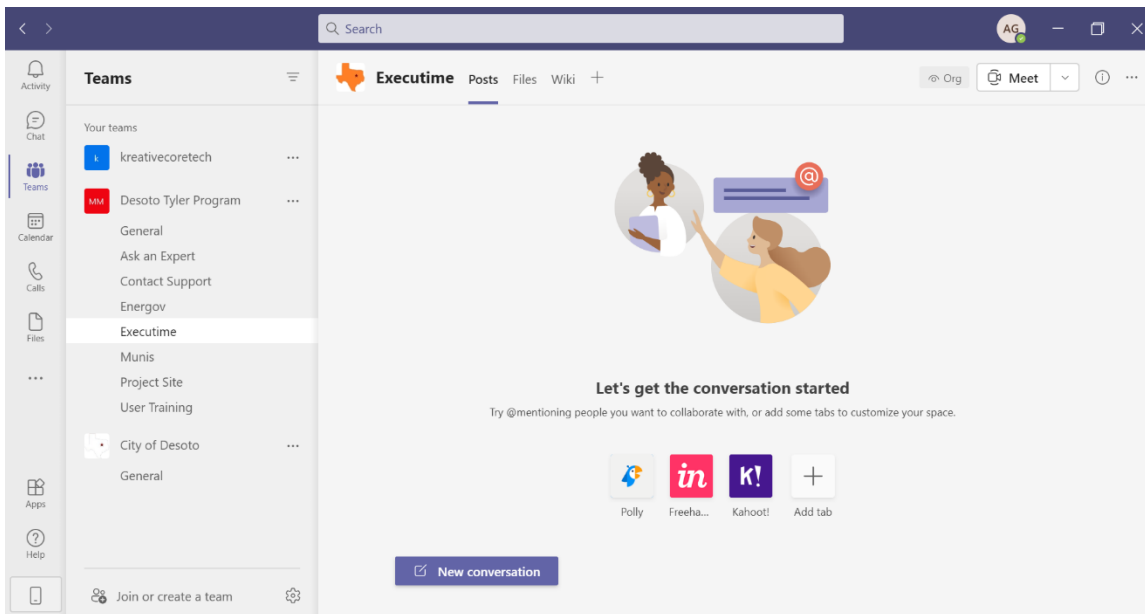 Search
AG
Activity
Chat
Teams
Calendar
Calls
Files
Apps
Help
Teams
Your teams
k kreativecoretech
MM Desoto Tyler Program
General
Ask an Expert
Contact Support
Energov
Executime
Munis
Project Site
User Training
City of Desoto
General
Join or create a team
Executime Posts Files Wiki
Org Meet
@
Let's get the conversation started
Try @mentioning people you want to collaborate with, or add some tabs to customize your space.
in K!
Polly Freeha... Kahoot! Add tab
New conversation